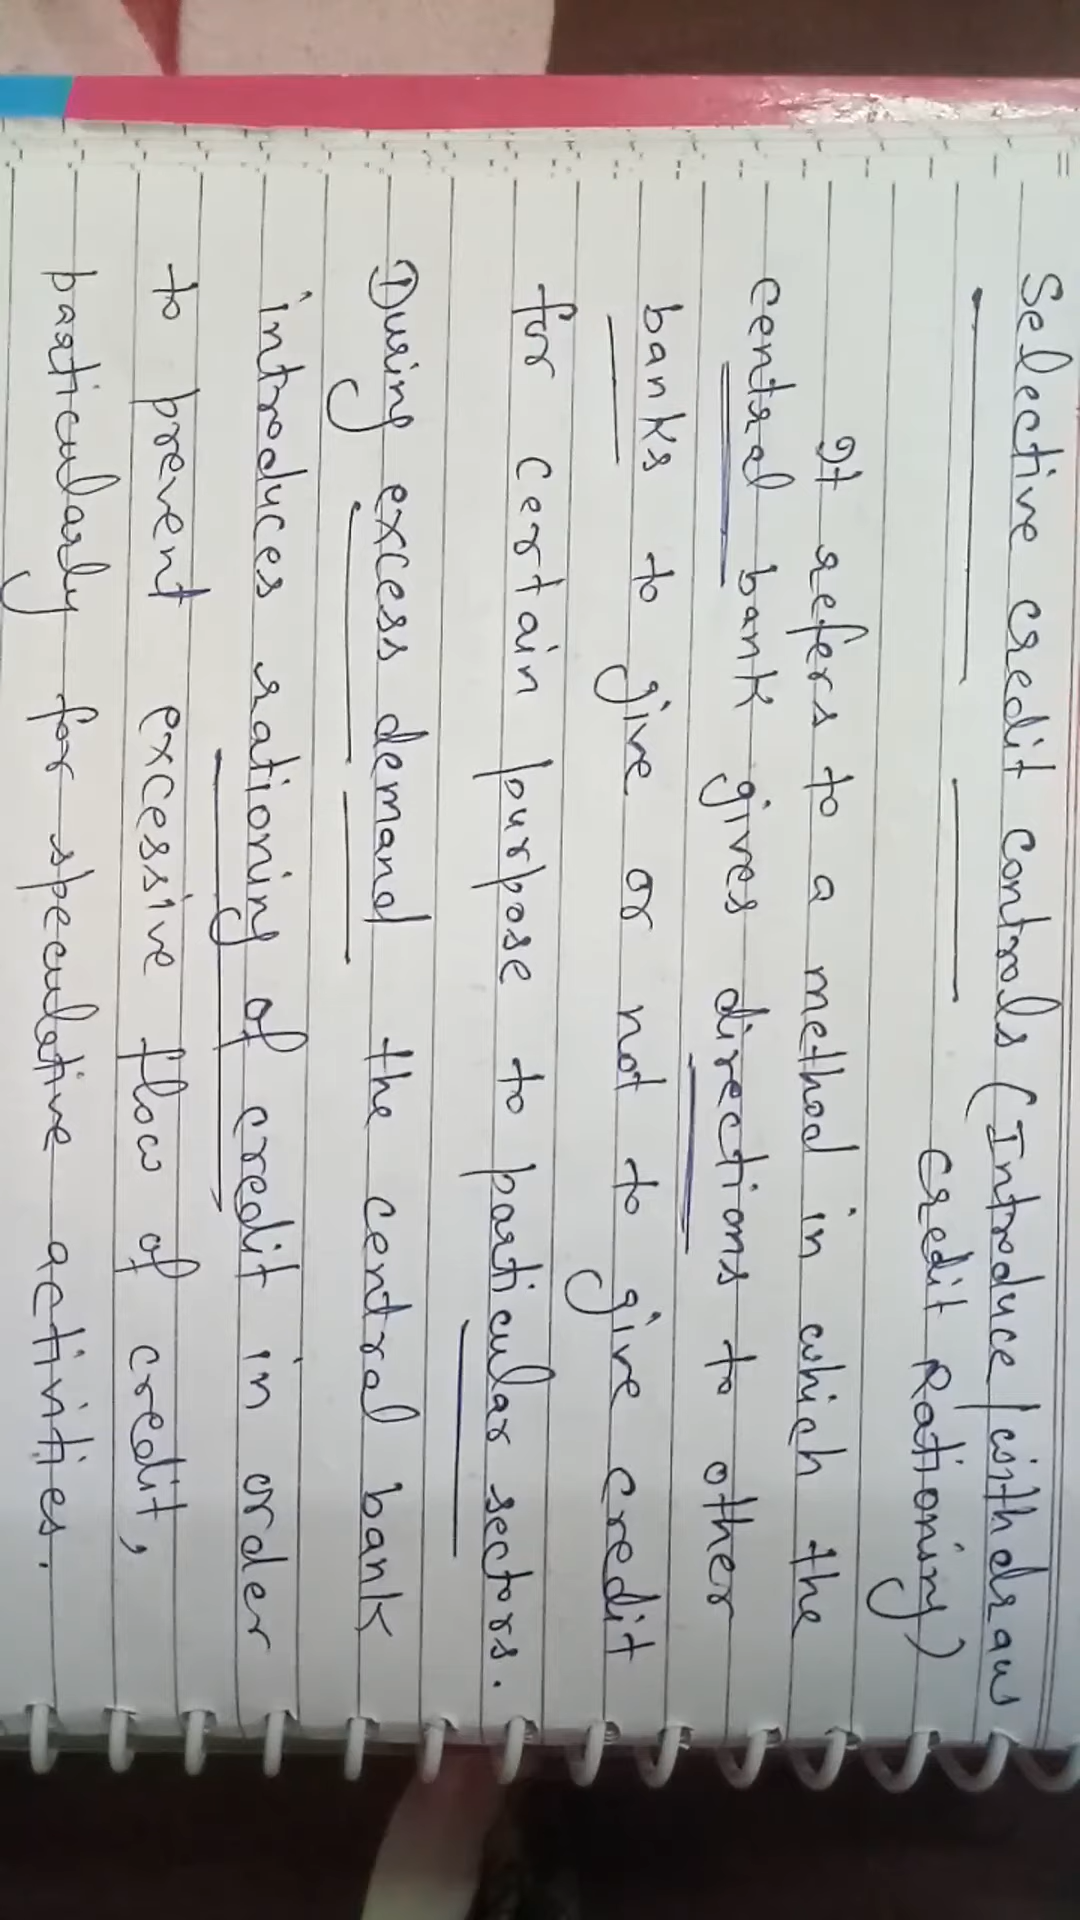 Selective credit controls (Introduce/withdraw
credit Rationing)
It refers to a method in which the
central bank gives directions to other
banks to give or not to give credit
for certain purpose to particular sectors.
During excess demand the central bank
introduces rationing of credit in order
to prevent excessive flow of credit,
particularly for speculative activities.